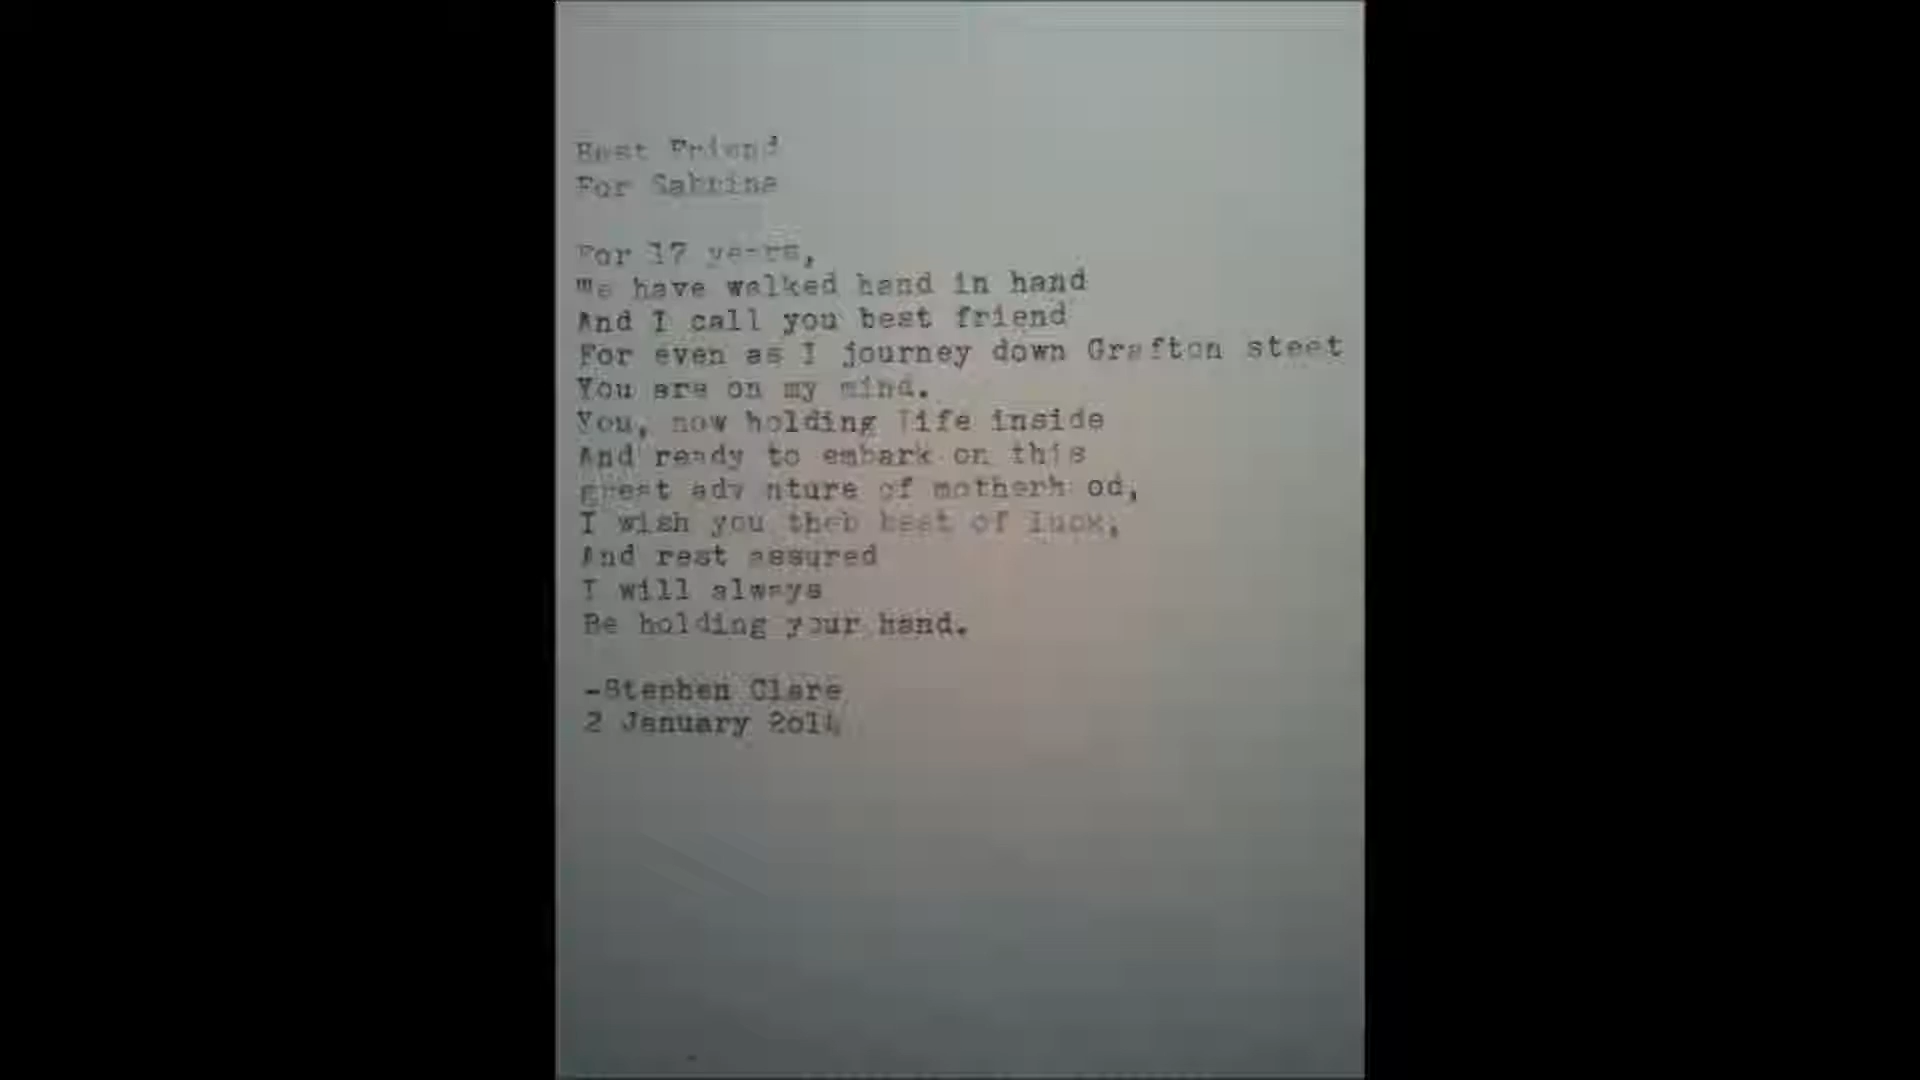 Best Friend
For Sabrina
For 17 years,
We have walked hand in hand
And I call you best friend
For even as I journey down Grafton steet
You are on my mind.
You, now holding life inside
And ready to embark on this
great adv nture of motherh od,
I wish you theb best of luck,
And rest assured
I will always
Be holding your hand.
-Stephen Clare
2 January 2014